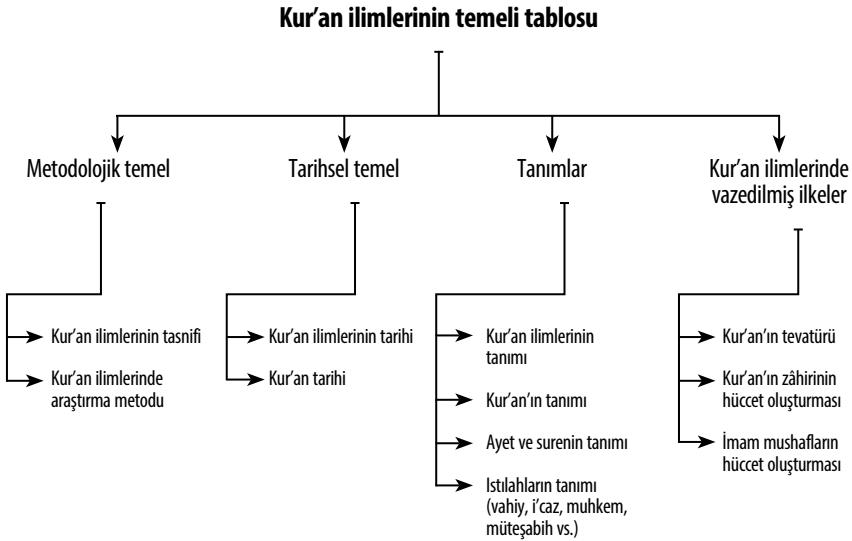 Kur'an ilimlerinin temeli tablosu
Metodolojik temel
Tarihsel temel
Tanımlar
Kur'an ilimlerinde
vazedilmiş ilkeler
Kur'an ilimlerinin tasnifi
Kur'an ilimlerinde
araştırma metodu
Kur'an ilimlerinin tarihi
Kur'an tarihi
Kur'an ilimlerinin
tanımı
Kur'an'ın tanımı
Ayet ve surenin tanımı
Istılahların tanımı
(vahiy, i'caz, muhkem,
müteşabih vs.)
Kur'an'ın tevatürü
Kur'an'ın zâhirinin
hüccet oluşturması
İmam mushafların
hüccet oluşturması